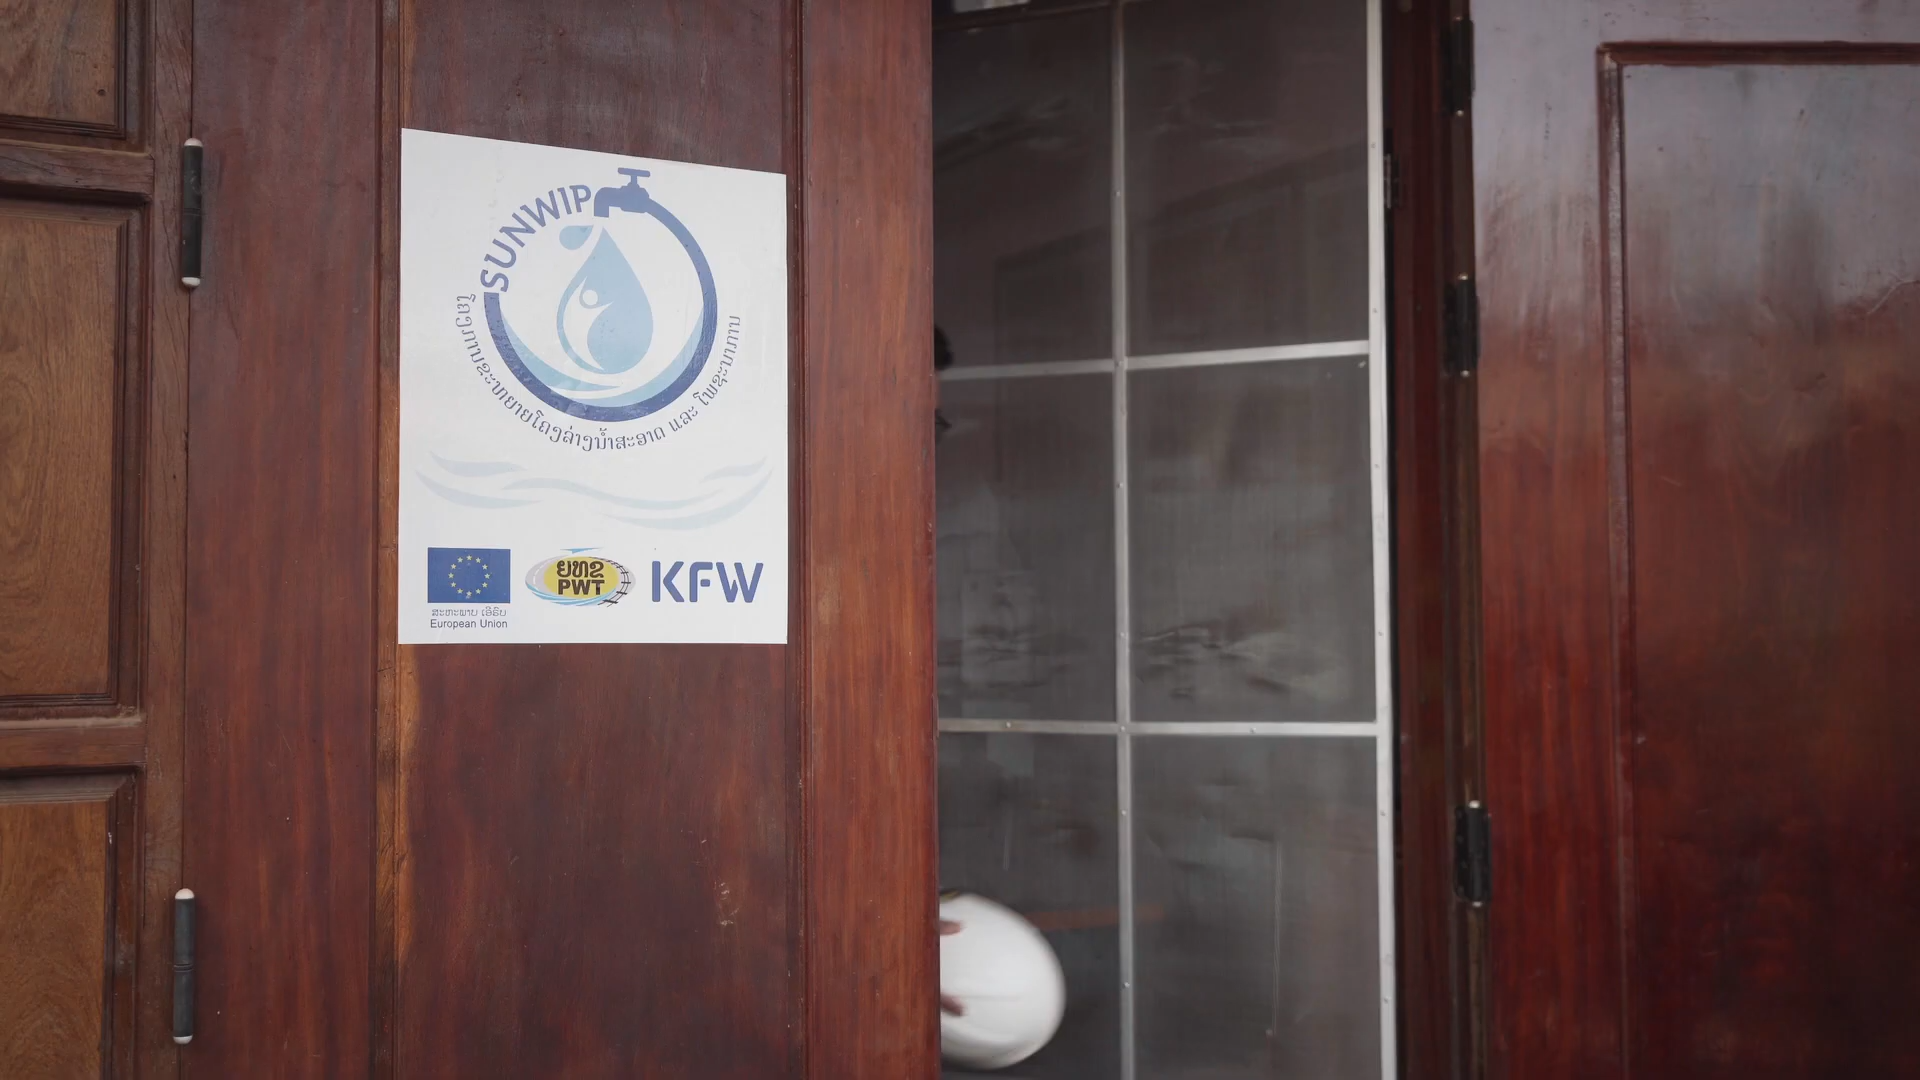 SUNWIP
ໂຄງການຂະຫຍາຍໂຄງລ່າງນໍ້າສະອາດ ແລະ ໂພຊະນາການ
ສະຫະພາບ ເອີຣົບ
European Union
ຍທຂ
PWT
KFW